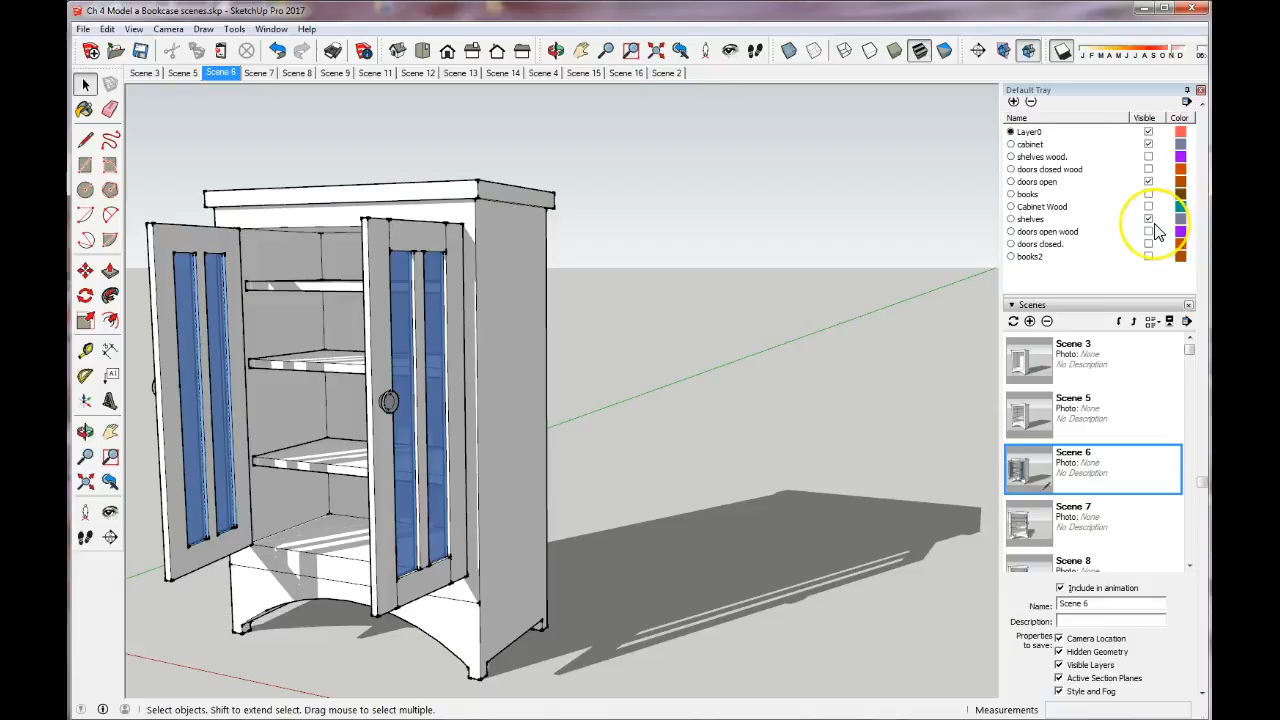 Ch 4 Model a Bookcase scenes.skp - SketchUp Pro 2017
File Edit View Camera Draw Tools Window Help
J F M A M J J A S O N D
Scene 3 Scene 5 Scene 6 Scene 7 Scene 8 Scene 9 Scene 11 Scene 12 Scene 13 Scene 14 Scene 4 Scene 15 Scene 16 Scene 2
Default Tray
Name Visible Color
Layer0
cabinet
shelves wood.
doors closed wood
doors open
books
Cabinet Wood
shelves
doors open wood
doors closed.
books2
Scenes
Scene 3
Photo: None
No Description
Scene 5
Photo: None
No Description
Scene 6
Photo: None
No Description
Scene 7
Photo: None
No Description
Scene 8
Include in animation
Name: Scene 6
Description:
Properties to save:
Camera Location
Hidden Geometry
Visible Layers
Active Section Planes
Style and Fog
Select objects. Shift to extend select. Drag mouse to select multiple.
Measurements